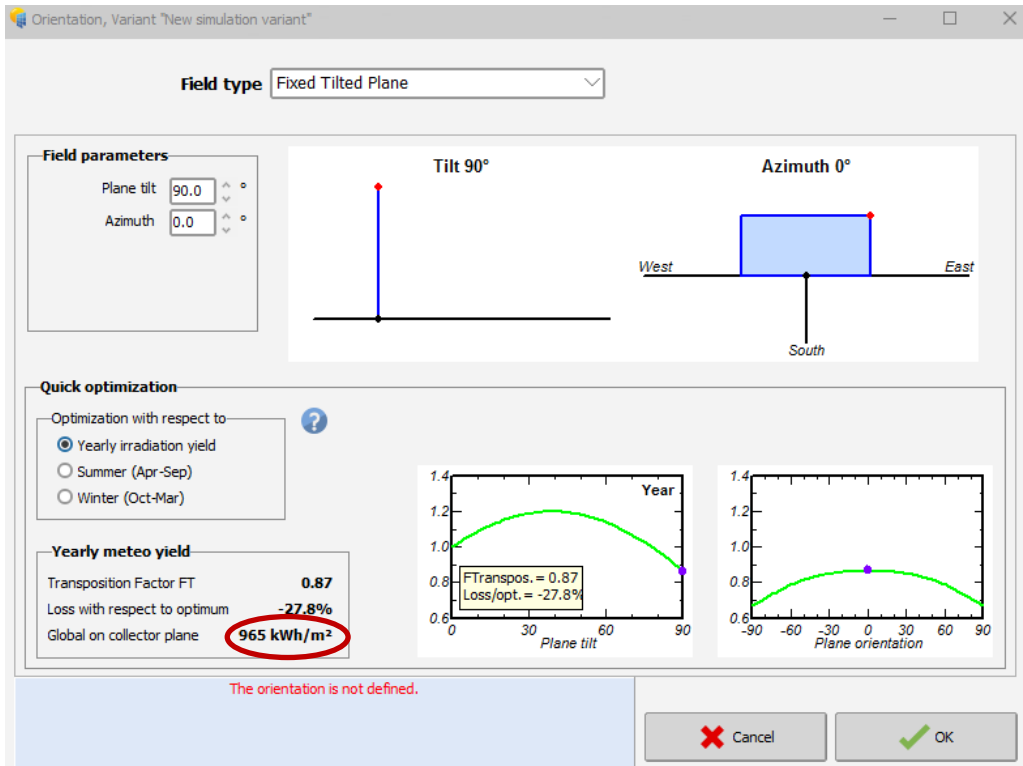 Orientation, Variant "New simulation variant"
Field type Fixed Tilted Plane
Field parameters
Plane tilt 90.0 °
Azimuth 0.0 °
Tilt 90°
Azimuth 0°
West East
South
Quick optimization
Optimization with respect to
Yearly irradiation yield
Summer (Apr-Sep)
Winter (Oct-Mar)
?
Yearly meteo yield
Transposition Factor FT 0.87
Loss with respect to optimum -27.8%
Global on collector plane 965 kWh/m²
1.4
Year
1.2
1.0
0.8
FTranspos. = 0.87
Loss/opt. = -27.8%
0.6
0 30 60 90
Plane tilt
1.4
1.2
1.0
0.8
0.6
-90 -60 -30 0 30 60 90
Plane orientation
The orientation is not defined.
Cancel
OK